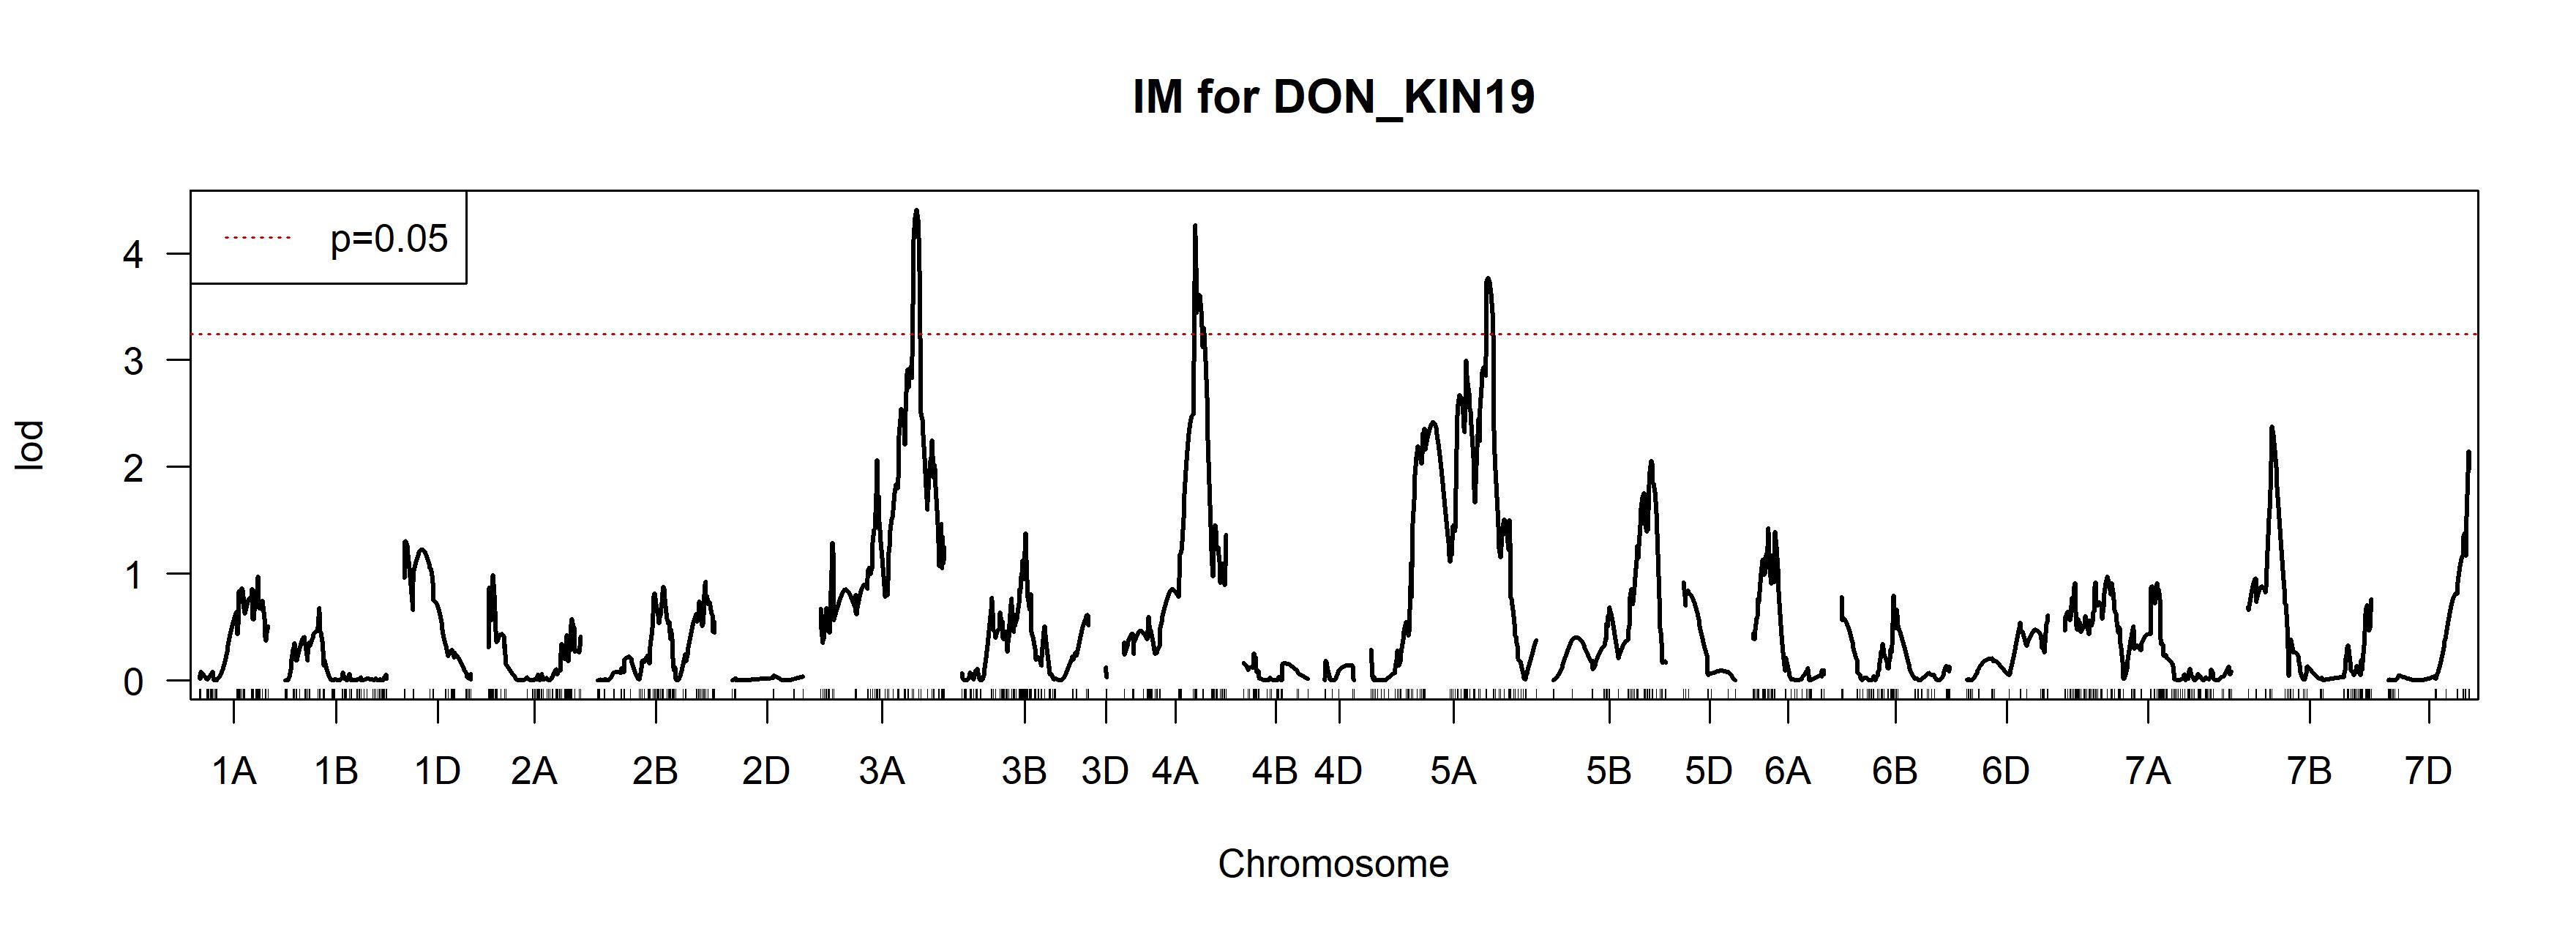 IM for DON_KIN19
p=0.05
4
3
2
1
0
lod
1A 1B 1D 2A 2B 2D 3A 3B 3D 4A 4B 4D 5A 5B 5D 6A 6B 6D 7A 7B 7D
Chromosome